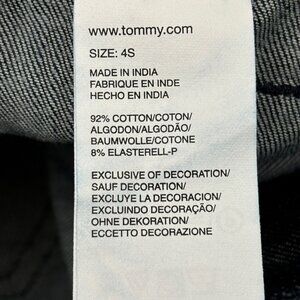 www.tommy.com
SIZE: 4S
MADE IN INDIA
FABRIQUE EN INDE
HECHO EN INDIA
92% COTTON/COTON/
ALGODON/ALGODÃO/
BAUMWOLLE/COTONE
8% ELASTERELL-P
EXCLUSIVE OF DECORATION/
SAUF DECORATION/
EXCLUYE LA DECORACION/
EXCLUINDO DECORAÇÃO/
OHNE DEKORATION/
ECCETTO DECORAZIONE